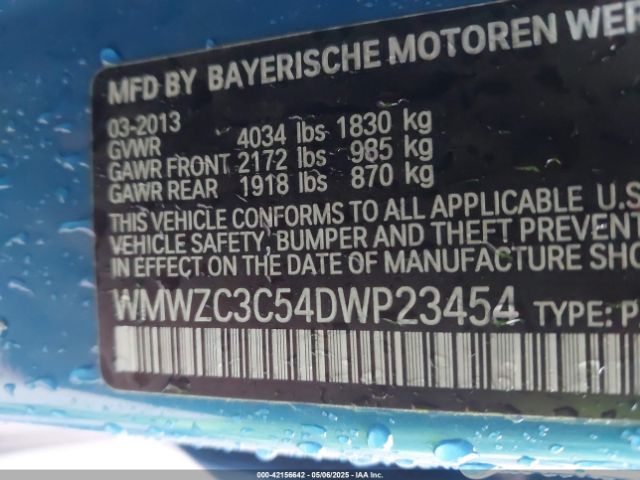 MFD BY BAYERISCHE MOTOREN WER
03-2013
GVWR 4034 lbs 1830 kg
GAWR FRONT 2172 lbs 985 kg
GAWR REAR 1918 lbs 870 kg
THIS VEHICLE CONFORMS TO ALL APPLICABLE U.S
VEHICLE SAFETY, BUMPER AND THEFT PREVENT
IN EFFECT ON THE DATE OF MANUFACTURE SHO
WMWZC3C54DWP23454 TYPE: P
000-42156642 - 05/06/2025 - IAA Inc.